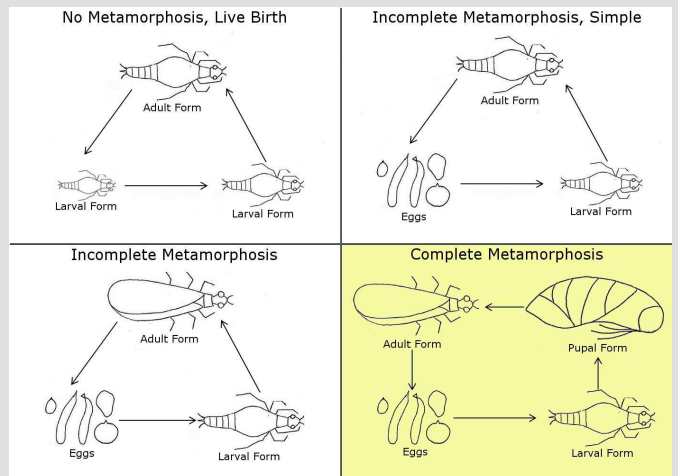 No Metamorphosis, Live Birth
Adult Form
Larval Form
Larval Form
Incomplete Metamorphosis, Simple
Adult Form
Eggs
Larval Form
Incomplete Metamorphosis
Adult Form
Eggs
Larval Form
Complete Metamorphosis
Adult Form
Pupal Form
Eggs
Larval Form